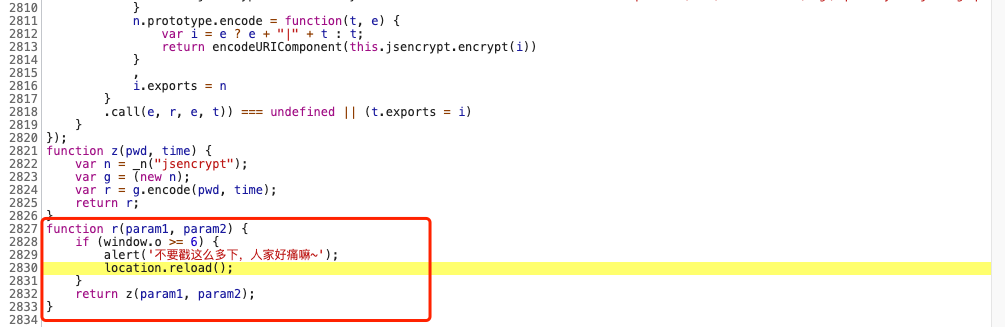 2810 }
2811 n.prototype.encode = function(t, e) {
2812 var i = e ? e + "|" + t : t;
2813 return encodeURIComponent(this.jsencrypt.encrypt(i))
2814 }
2815 ,
2816 i.exports = n
2817 }
2818 .call(e, r, e, t)) === undefined || (t.exports = i)
2819 }
2820 });
2821 function z(pwd, time) {
2822 var n = _n("jsencrypt");
2823 var g = (new n);
2824 var r = g.encode(pwd, time);
2825 return r;
2826 }
2827 function r(param1, param2) {
2828 if (window.o >= 6) {
2829 alert('不要戳这么多下，人家好痛嘛~');
2830 location.reload();
2831 }
2832 return z(param1, param2);
2833 }
2834